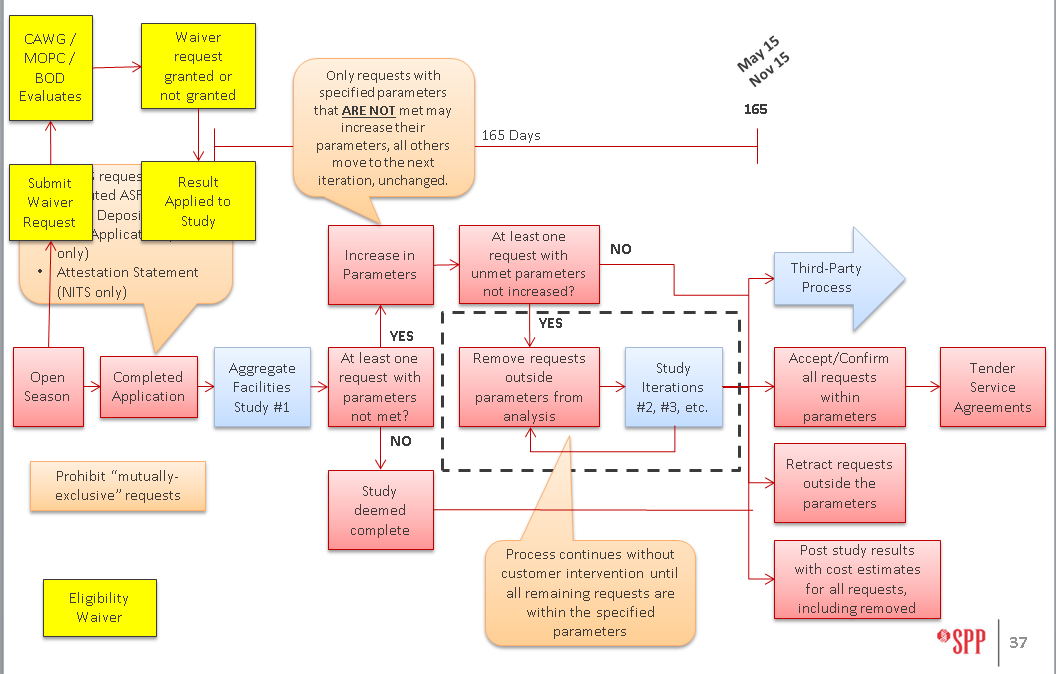 CAWG /
MOPC /
BOD
Evaluates
Waiver
request
granted or
not granted
Only requests with
specified parameters
that ARE NOT met may
increase their
parameters, all others
move to the next
iteration, unchanged.
165 Days
May 15
Nov 15
165
Submit
Waiver
Request
Result
Applied to
Study
only)
• Attestation Statement
(NITS only)
Increase in
Parameters
At least one
request with
unmet parameters
not increased?
NO
YES
Third-Party
Process
Open
Season
Completed
Application
Aggregate
Facilities
Study #1
YES
At least one
request with
parameters
not met?
NO
Remove requests
outside
parameters from
analysis
Study
Iterations
#2, #3, etc.
Accept/Confirm
all requests
within
parameters
Tender
Service
Agreements
Prohibit “mutually-
exclusive” requests
Study
deemed
complete
Retract requests
outside the
parameters
Process continues without
customer intervention until
all remaining requests are
within the specified
parameters
Post study results
with cost estimates
for all requests,
including removed
Eligibility
Waiver
SPP
37